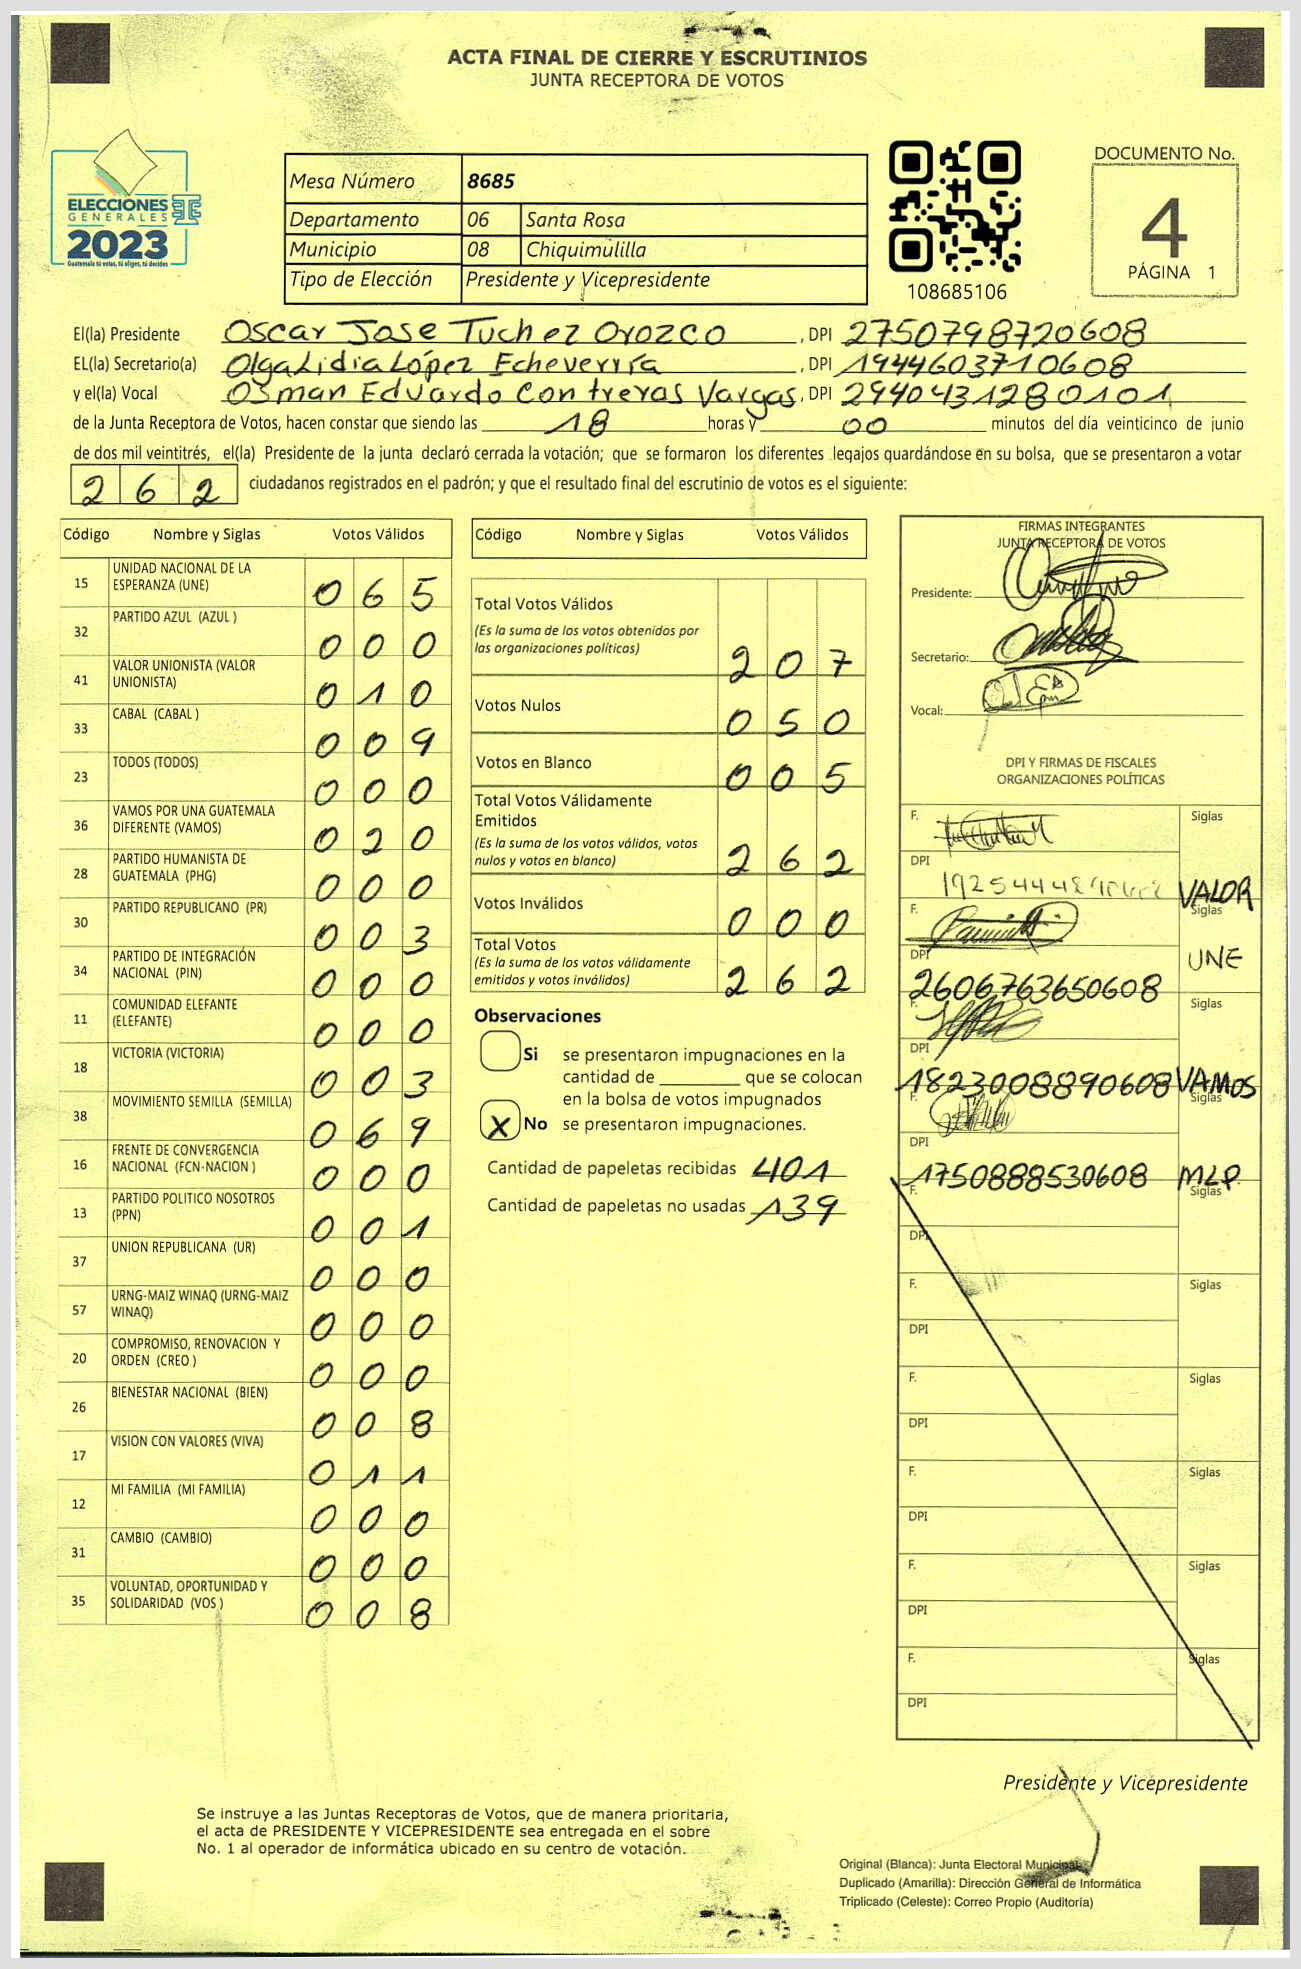 ACTA FINAL DE CIERRE Y ESCRUTINIOS
JUNTA RECEPTORA DE VOTOS
ELECCIONES
GENERALES
2023
Guatemala tú votas, tú eliges, tú decides
Mesa Número 8685
Departamento 06 Santa Rosa
Municipio 08 Chiquimulilla
Tipo de Elección Presidente y Vicepresidente
108685106
DOCUMENTO No.
4
PÁGINA 1
El(la) Presidente Oscar Jose Tuchez Orozco, DPI 2750798720608
EL(la) Secretario(a) Olga Lidia López Echeverría, DPI 1944603710608
y el(la) Vocal Osman Eduardo Contreras Vargas, DPI 2940431280101
de la Junta Receptora de Votos, hacen constar que siendo las 18 horas y 00 minutos del día veinticinco de junio
de dos mil veintitrés, el(la) Presidente de la junta declaró cerrada la votación; que se formaron los diferentes legajos guardándose en su bolsa, que se presentaron a votar
262 ciudadanos registrados en el padrón; y que el resultado final del escrutinio de votos es el siguiente:
Código Nombre y Siglas Votos Válidos
15 UNIDAD NACIONAL DE LA
ESPERANZA (UNE) 065
32 PARTIDO AZUL (AZUL ) 000
41 VALOR UNIONISTA (VALOR
UNIONISTA) 010
33 CABAL (CABAL ) 009
23 TODOS (TODOS) 000
36 VAMOS POR UNA GUATEMALA
DIFERENTE (VAMOS) 020
28 PARTIDO HUMANISTA DE
GUATEMALA (PHG) 000
30 PARTIDO REPUBLICANO (PR) 003
34 PARTIDO DE INTEGRACIÓN
NACIONAL (PIN) 000
11 COMUNIDAD ELEFANTE
(ELEFANTE) 000
18 VICTORIA (VICTORIA) 003
38 MOVIMIENTO SEMILLA (SEMILLA) 069
16 FRENTE DE CONVERGENCIA
NACIONAL (FCN-NACION ) 000
13 PARTIDO POLITICO NOSOTROS
(PPN) 001
37 UNION REPUBLICANA (UR) 000
57 URNG-MAIZ WINAQ (URNG-MAIZ
WINAQ) 000
20 COMPROMISO, RENOVACION Y
ORDEN (CREO ) 000
26 BIENESTAR NACIONAL (BIEN) 008
17 VISION CON VALORES (VIVA) 011
12 MI FAMILIA (MI FAMILIA) 000
31 CAMBIO (CAMBIO) 000
35 VOLUNTAD, OPORTUNIDAD Y
SOLIDARIDAD (VOS ) 008
Código Nombre y Siglas Votos Válidos
Total Votos Válidos
(Es la suma de los votos obtenidos por
las organizaciones políticas) 207
Votos Nulos 050
Votos en Blanco 005
Total Votos Válidamente
Emitidos
(Es la suma de los votos válidos, votos
nulos y votos en blanco) 262
Votos Inválidos 000
Total Votos
(Es la suma de los votos válidamente
emitidos y votos inválidos) 262
Observaciones
Si se presentaron impugnaciones en la
cantidad de ________ que se colocan
en la bolsa de votos impugnados
X No se presentaron impugnaciones.
Cantidad de papeletas recibidas 401
Cantidad de papeletas no usadas 139
FIRMAS INTEGRANTES
JUNTA RECEPTORA DE VOTOS
Presidente:
Secretario:
Vocal:
DPI Y FIRMAS DE FISCALES
ORGANIZACIONES POLÍTICAS
F. Siglas
DPI VALOR
F. Siglas
DPI 2606763650608 UNE
F. Siglas
DPI 1823008890608 VAMOS
F. Siglas
DPI 1750888530608 MLP
F. Siglas
DPI
F. Siglas
DPI
F. Siglas
DPI
F. Siglas
DPI
F. Siglas
DPI
F. Siglas
DPI
Presidente y Vicepresidente
Se instruye a las Juntas Receptoras de Votos, que de manera prioritaria,
el acta de PRESIDENTE Y VICEPRESIDENTE sea entregada en el sobre
No. 1 al operador de informática ubicado en su centro de votación.
Original (Blanca): Junta Electoral Municipal
Duplicado (Amarilla): Dirección General de Informática
Triplicado (Celeste): Correo Propio (Auditoría)